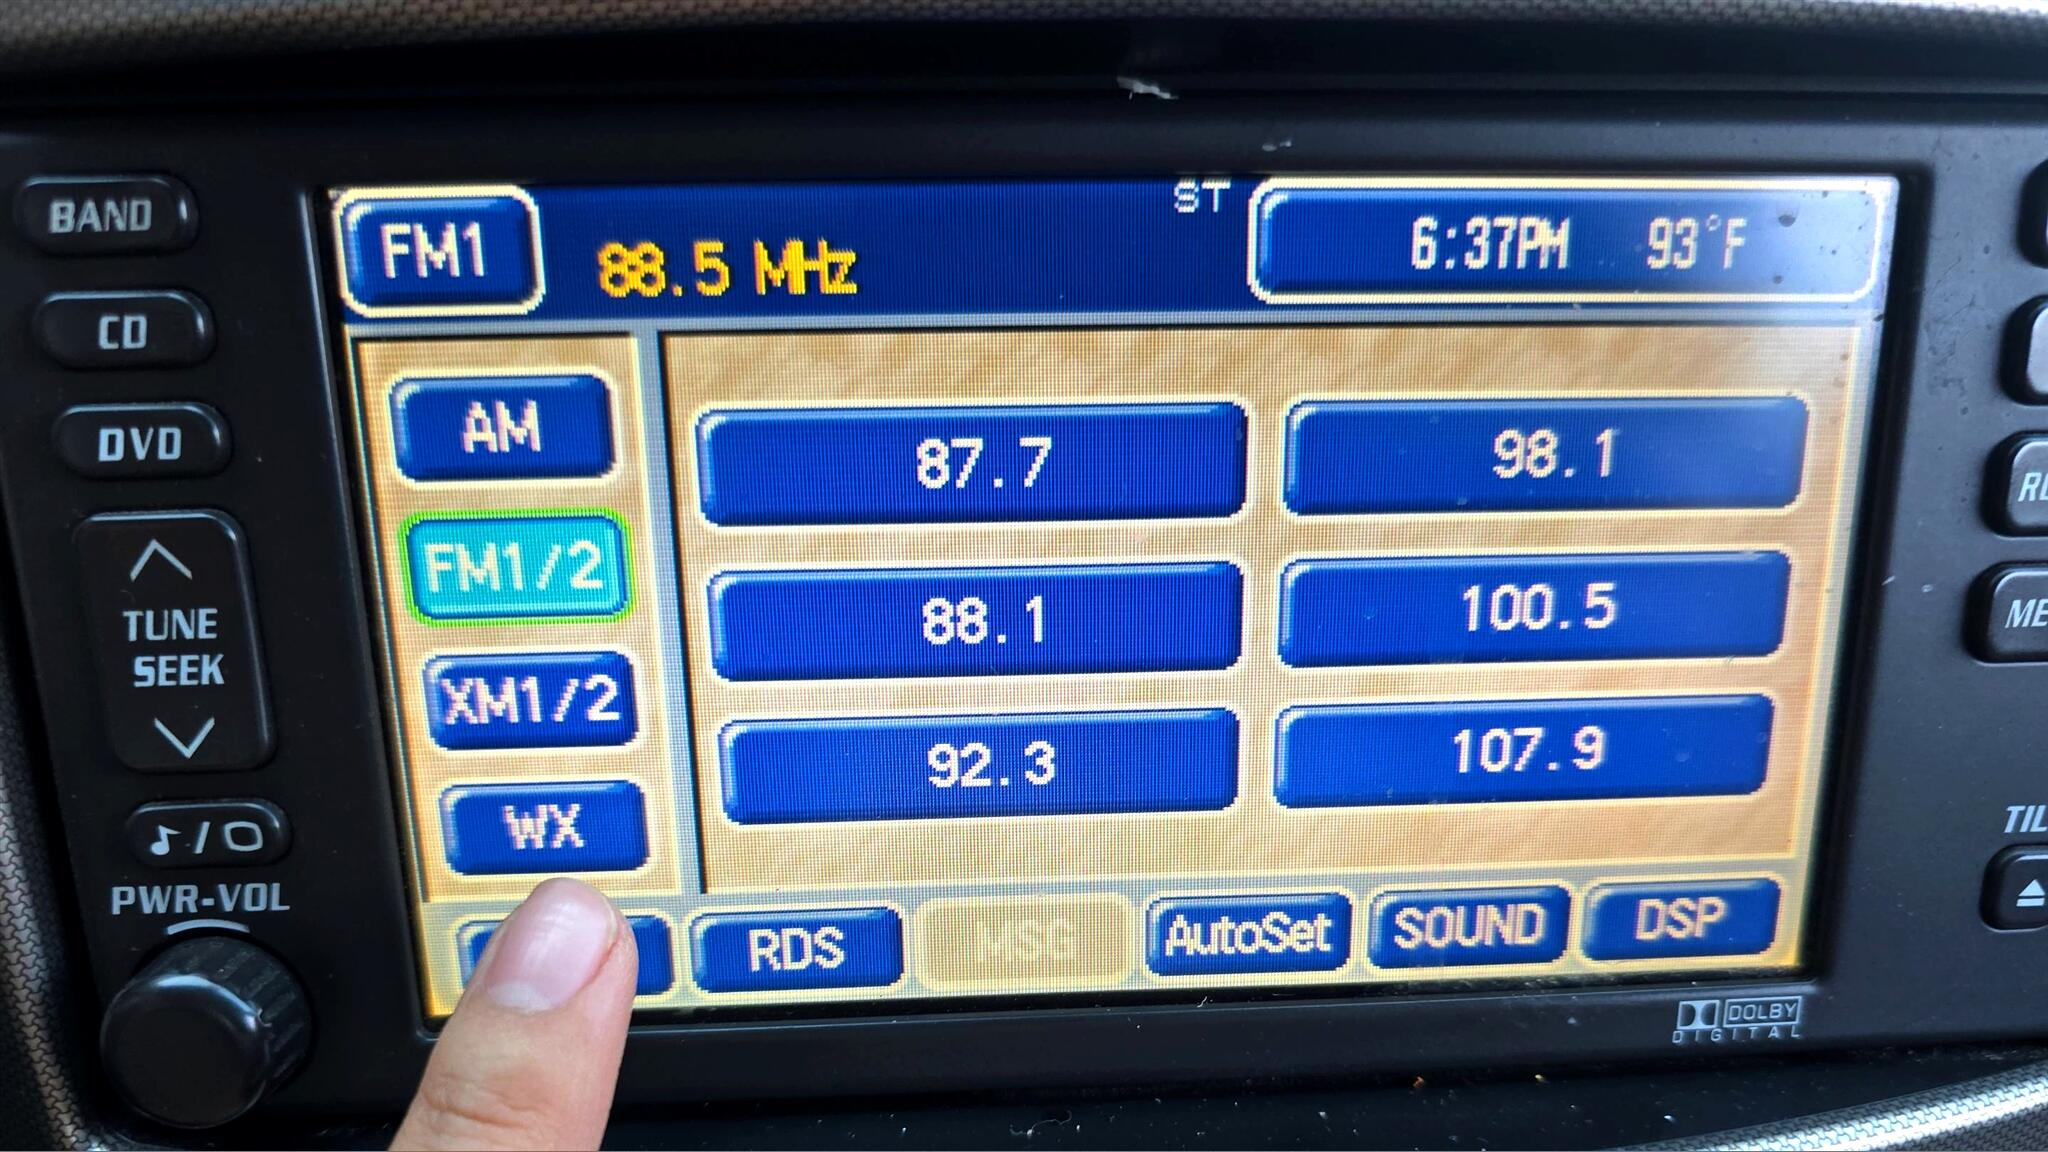 BAND
CD
DVD
TUNE
SEEK
PWR-VOL
FM1
88.5 MHz
ST
6:37PM 93°F
AM
FM1/2
XM1/2
WX
87.7
98.1
88.1
100.5
92.3
107.9
RDS
MSG
AutoSet
SOUND
DSP
DOLBY
DIGITAL